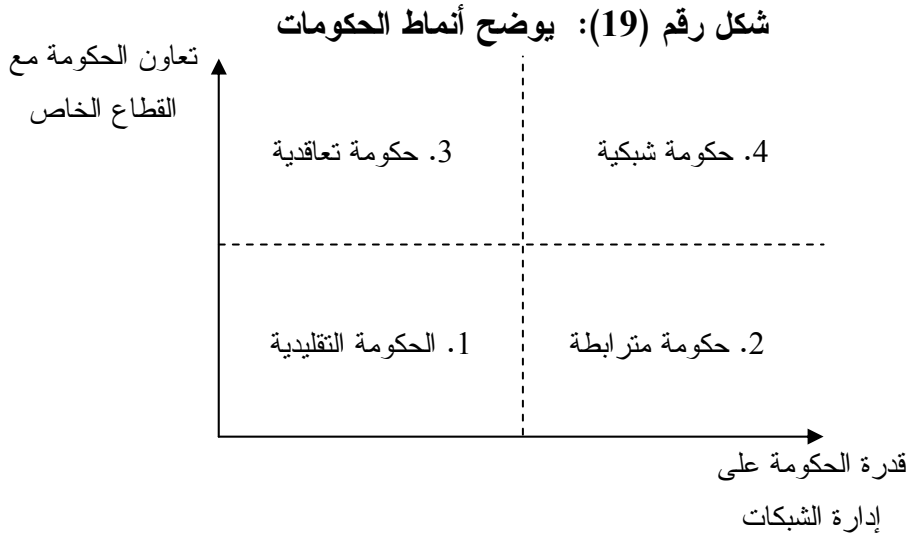 شكل رقم (19): يوضح أنماط الحكومات
تعاون الحكومة مع
القطاع الخاص
4. حكومة شبكية
3. حكومة تعاقدية
2. حكومة مترابطة
1. الحكومة التقليدية
قدرة الحكومة على
إدارة الشبكات